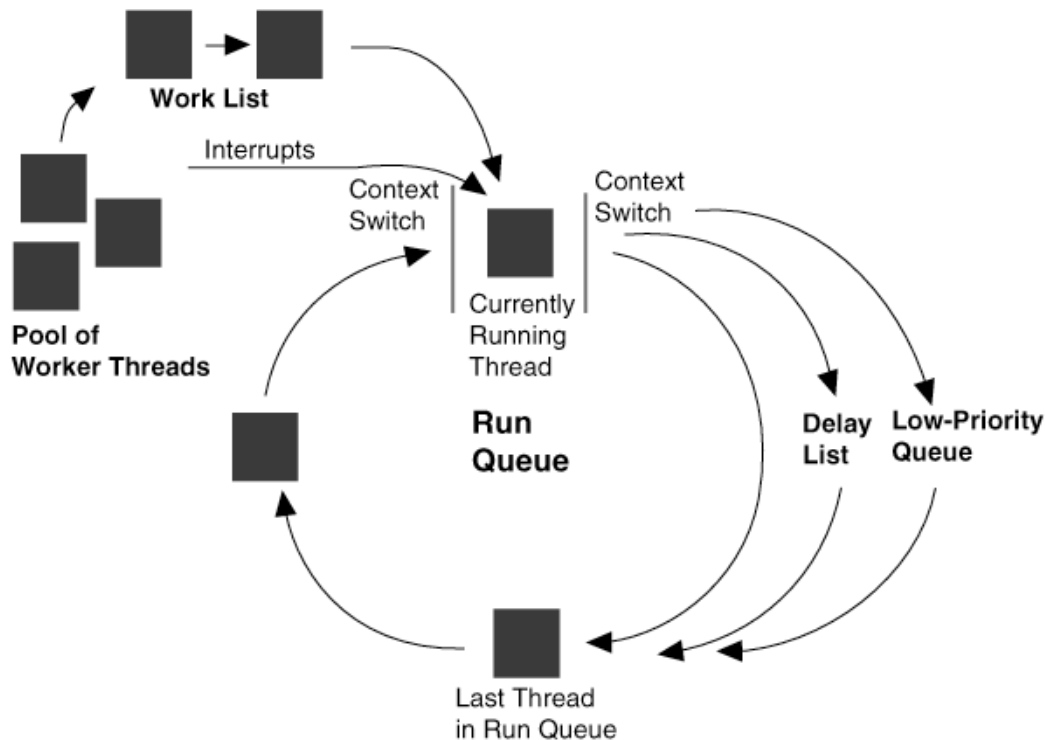 Work List
Interrupts
Context
Switch
Context
Switch
Pool of
Worker Threads
Currently
Running
Thread
Run
Queue
Delay
List
Low-Priority
Queue
Last Thread
in Run Queue